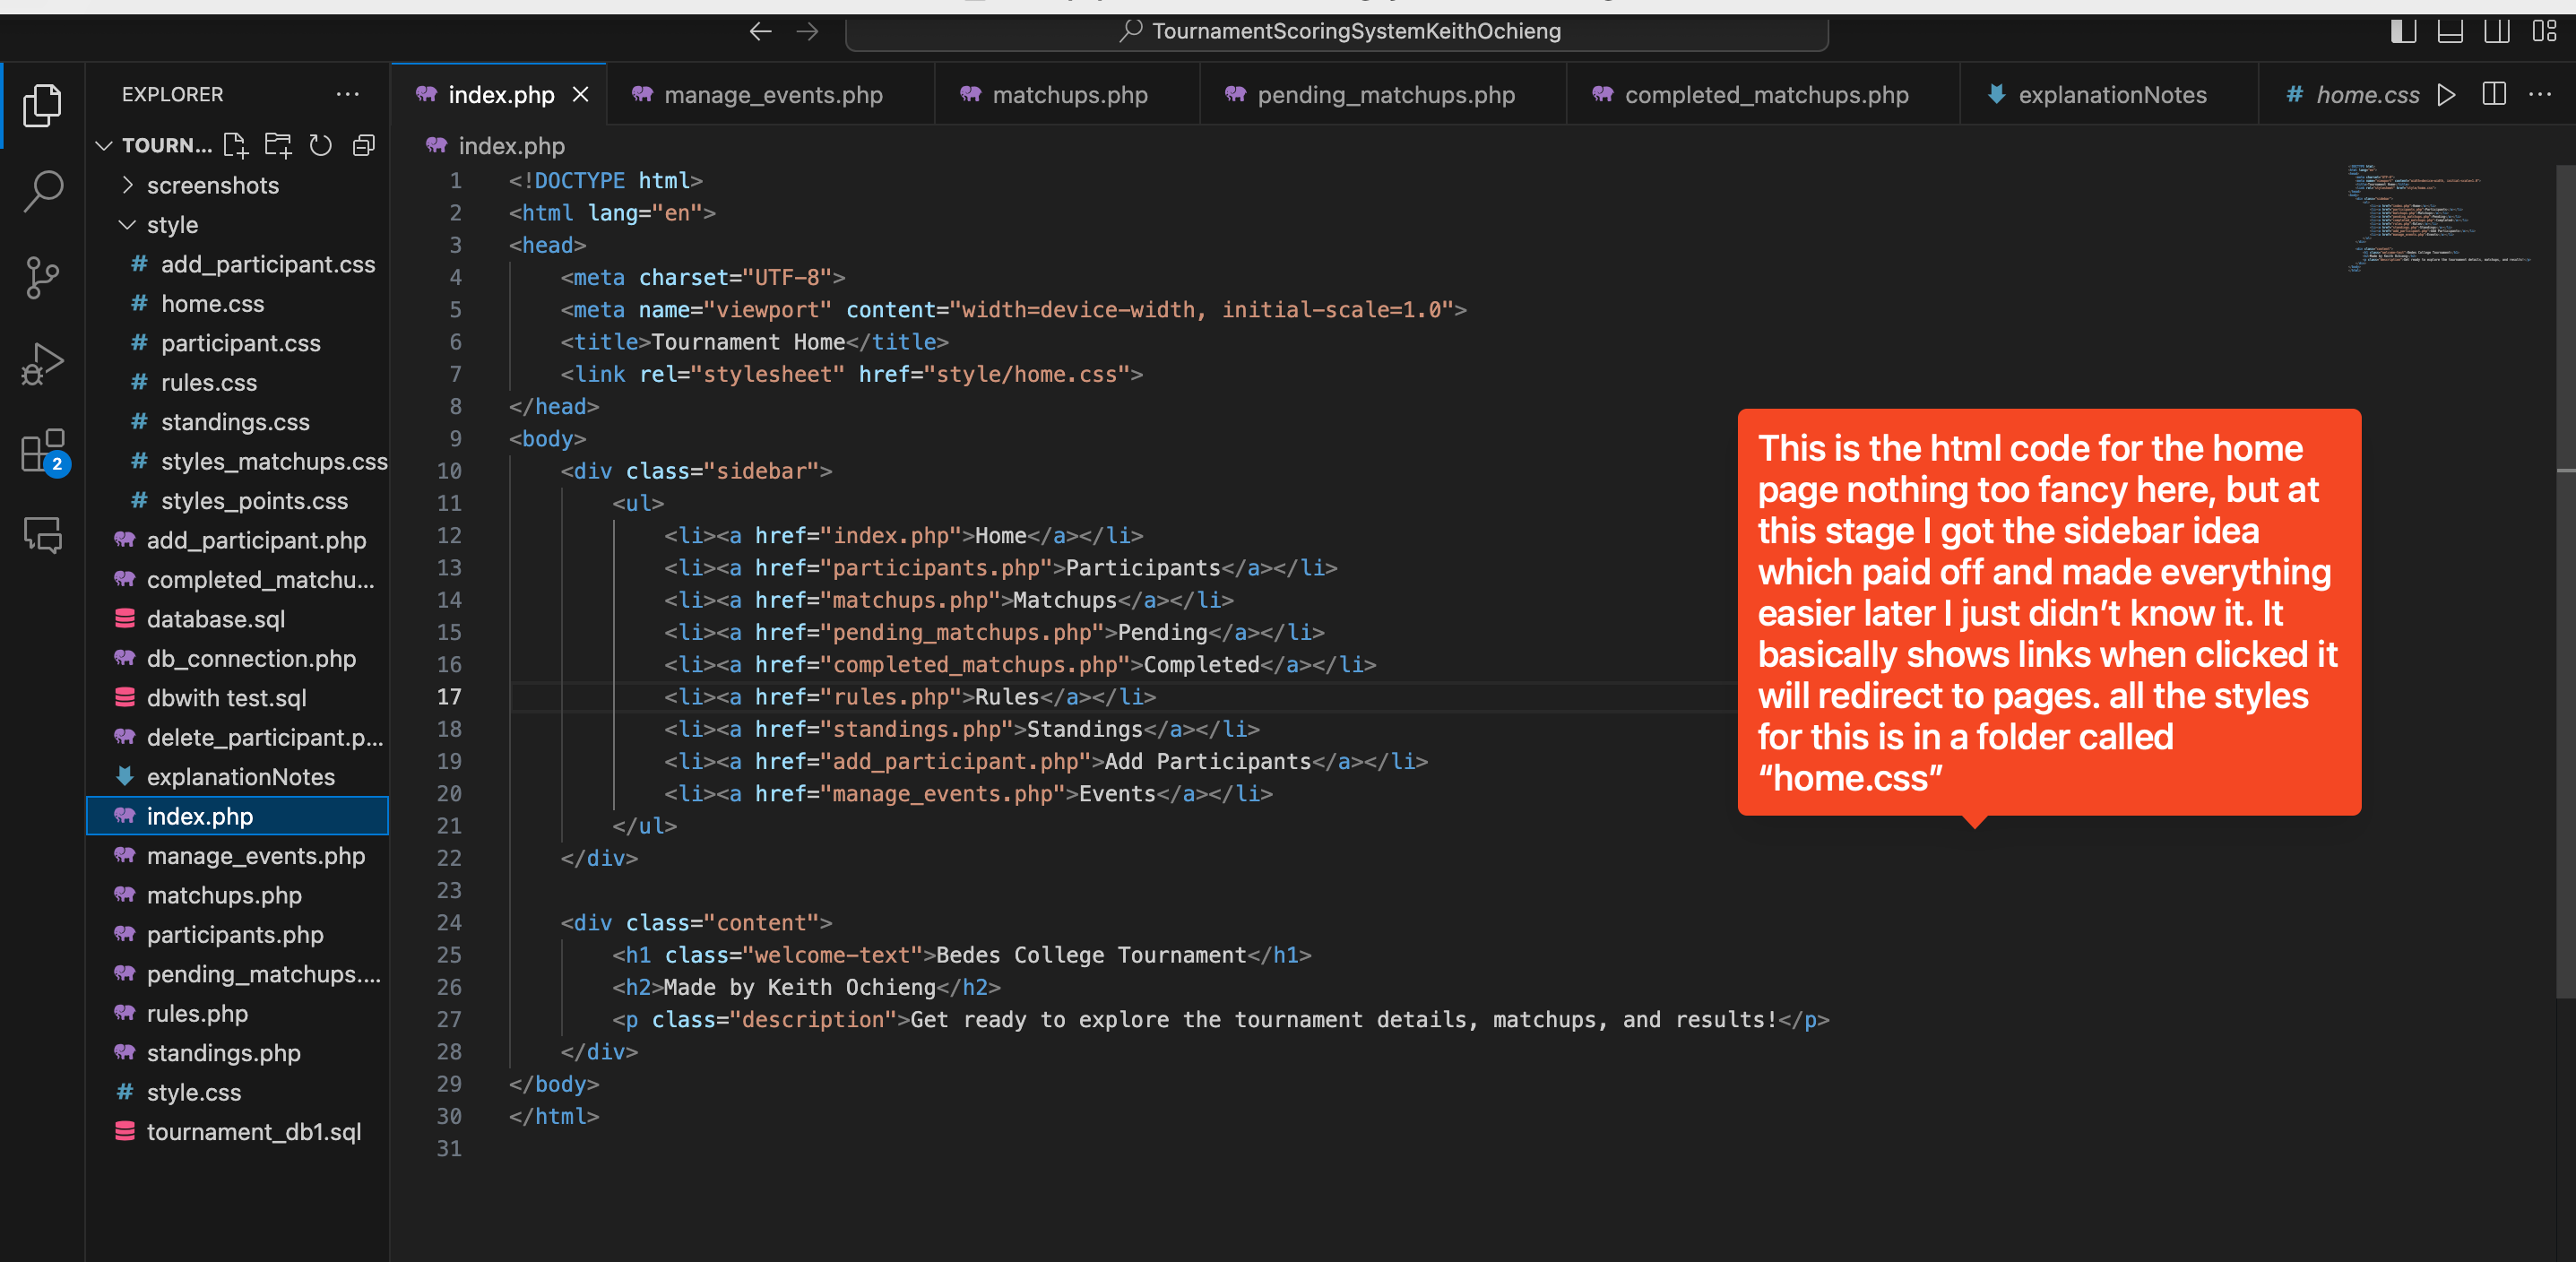 TournamentScoringSystemKeithOchieng
EXPLORER
TOURN...
screenshots
style
# add_participant.css
# home.css
# participant.css
# rules.css
# standings.css
# styles_matchups.css
# styles_points.css
add_participant.php
completed_matchu...
database.sql
db_connection.php
dbwith test.sql
delete_participant.p...
explanationNotes
index.php
manage_events.php
matchups.php
participants.php
pending_matchups....
rules.php
standings.php
# style.css
tournament_db1.sql
2
index.php
manage_events.php
matchups.php
pending_matchups.php
completed_matchups.php
explanationNotes
# home.css
index.php
1 <!DOCTYPE html>
2 <html lang="en">
3 <head>
4 <meta charset="UTF-8">
5 <meta name="viewport" content="width=device-width, initial-scale=1.0">
6 <title>Tournament Home</title>
7 <link rel="stylesheet" href="style/home.css">
8 </head>
9 <body>
10 <div class="sidebar">
11 <ul>
12 <li><a href="index.php">Home</a></li>
13 <li><a href="participants.php">Participants</a></li>
14 <li><a href="matchups.php">Matchups</a></li>
15 <li><a href="pending_matchups.php">Pending</a></li>
16 <li><a href="completed_matchups.php">Completed</a></li>
17 <li><a href="rules.php">Rules</a></li>
18 <li><a href="standings.php">Standings</a></li>
19 <li><a href="add_participant.php">Add Participants</a></li>
20 <li><a href="manage_events.php">Events</a></li>
21 </ul>
22 </div>
23
24 <div class="content">
25 <h1 class="welcome-text">Bedes College Tournament</h1>
26 <h2>Made by Keith Ochieng</h2>
27 <p class="description">Get ready to explore the tournament details, matchups, and results!</p>
28 </div>
29 </body>
30 </html>
31
This is the html code for the home
page nothing too fancy here, but at
this stage I got the sidebar idea
which paid off and made everything
easier later I just didn’t know it. It
basically shows links when clicked it
will redirect to pages. all the styles
for this is in a folder called
“home.css”